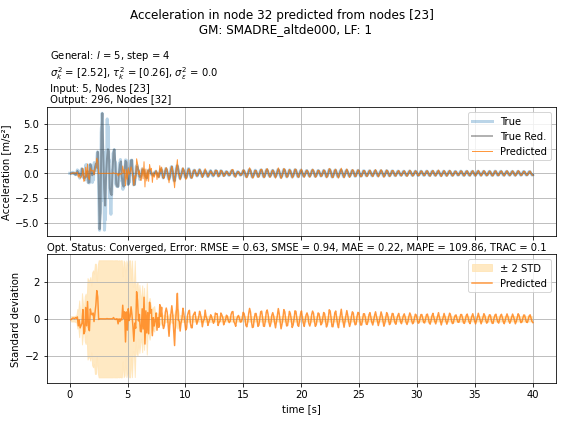 Acceleration in node 32 predicted from nodes [23]
GM: SMADRE_altde000, LF: 1
General: l = 5, step = 4
σ²ₖ = [2.52], τ²ₖ = [0.26], σ²ε = 0.0
Input: 5, Nodes [23]
Output: 296, Nodes [32]
Acceleration [m/s²]
5.0
2.5
0.0
−2.5
−5.0
True
True Red.
Predicted
Opt. Status: Converged, Error: RMSE = 0.63, SMSE = 0.94, MAE = 0.22, MAPE = 109.86, TRAC = 0.1
Standard deviation
2
0
−2
± 2 STD
Predicted
0 5 10 15 20 25 30 35 40
time [s]